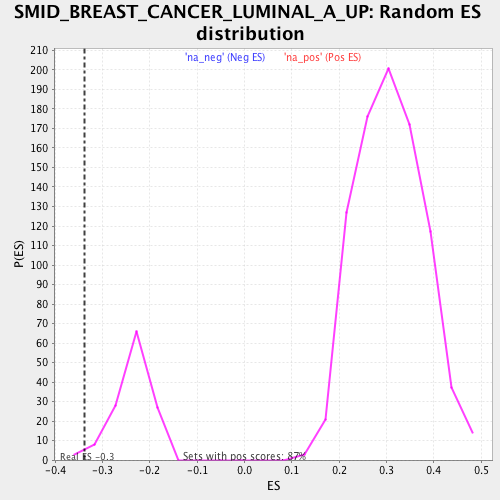 SMID_BREAST_CANCER_LUMINAL_A_UP: Random ES
distribution
'na_neg' (Neg ES) 'na_pos' (Pos ES)
210
200
190
180
170
160
150
140
130
120
110
100
90
80
70
60
50
40
30
20
10
0
P(ES)
Real ES -0.3
Sets with pos scores: 87%
-0.4 -0.3 -0.2 -0.1 0.0 0.1 0.2 0.3 0.4 0.5
ES